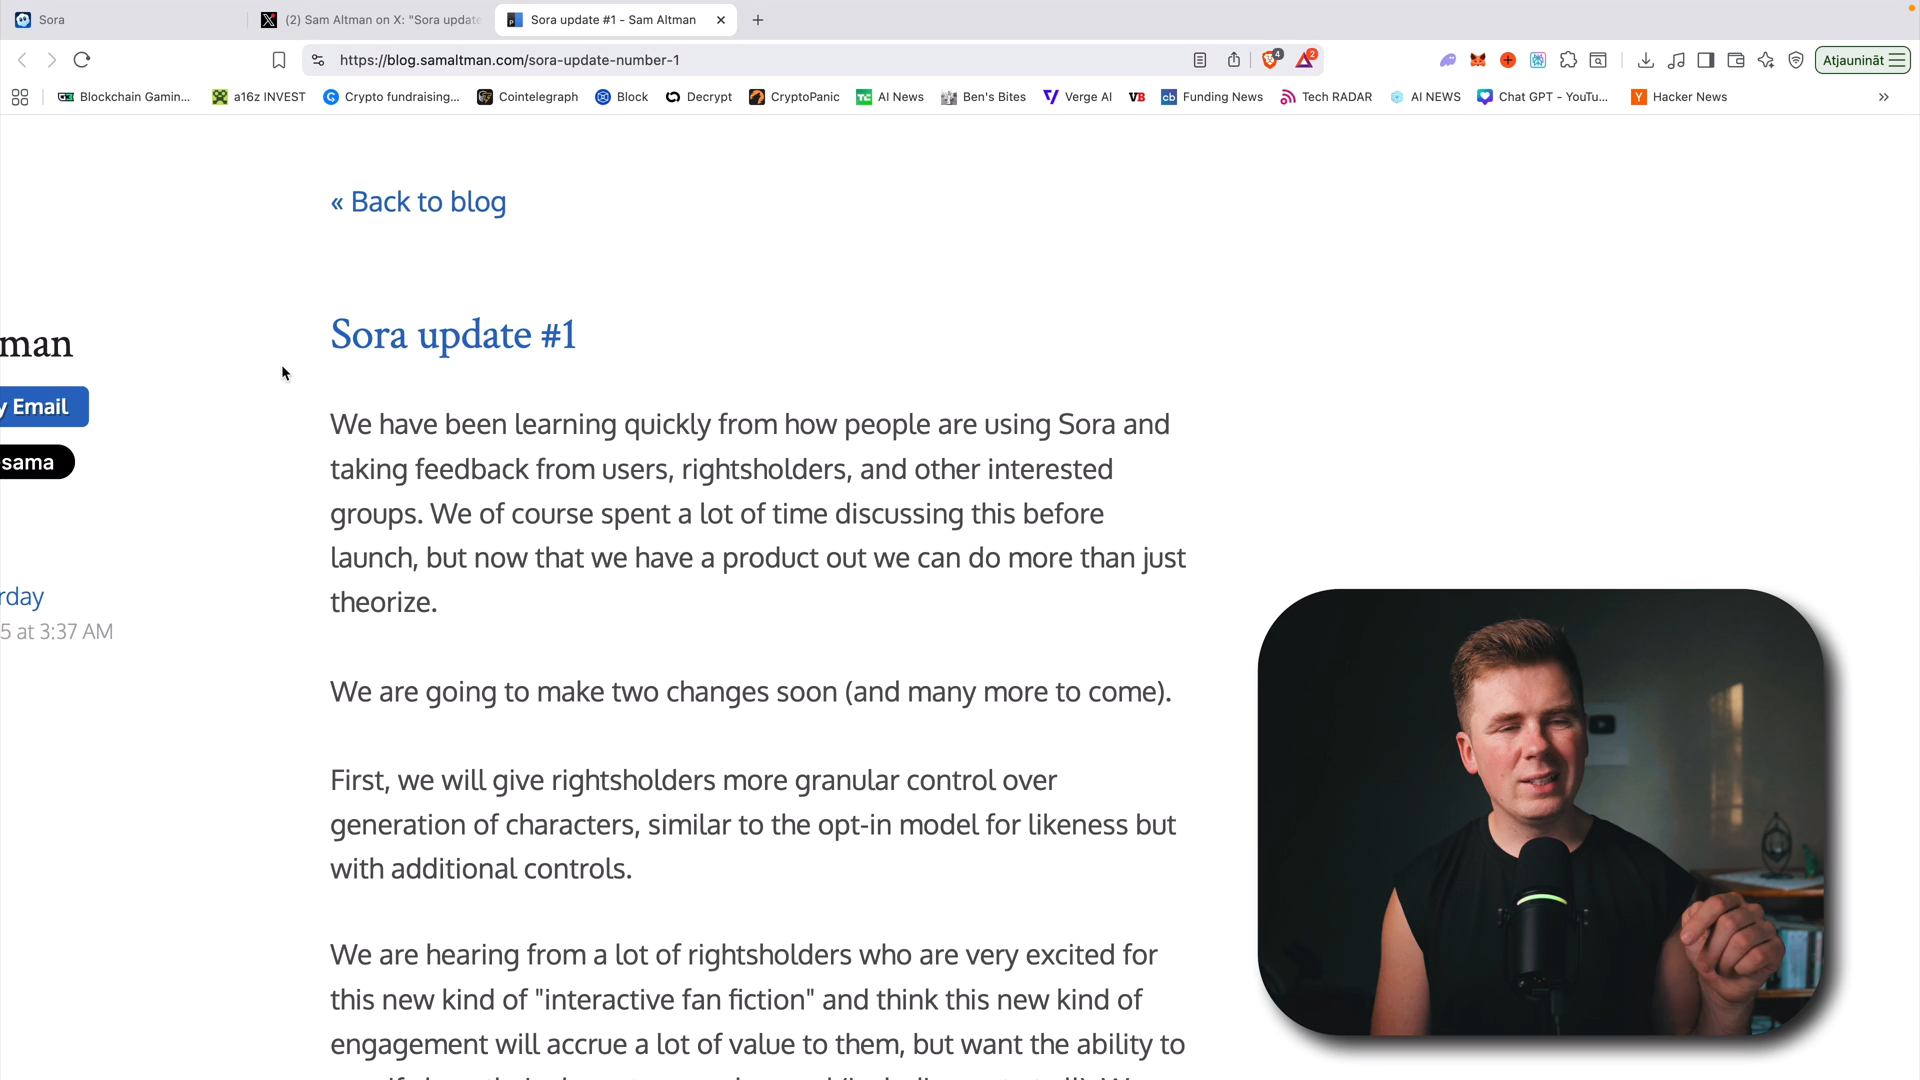 Sora
(2) Sam Altman on X: "Sora update
Sora update #1 - Sam Altman
https://blog.samaltman.com/sora-update-number-1
4
2
Atjaunināt
Blockchain Gamin...
a16z INVEST
Crypto fundraising...
Cointelegraph
Block
Decrypt
CryptoPanic
AI News
Ben's Bites
Verge AI
VB
Funding News
Tech RADAR
AI NEWS
Chat GPT - YouTu...
Hacker News
« Back to blog
man
y Email
sama
rday
5 at 3:37 AM
Sora update #1
We have been learning quickly from how people are using Sora and
taking feedback from users, rightsholders, and other interested
groups. We of course spent a lot of time discussing this before
launch, but now that we have a product out we can do more than just
theorize.
We are going to make two changes soon (and many more to come).
First, we will give rightsholders more granular control over
generation of characters, similar to the opt-in model for likeness but
with additional controls.
We are hearing from a lot of rightsholders who are very excited for
this new kind of "interactive fan fiction" and think this new kind of
engagement will accrue a lot of value to them, but want the ability to